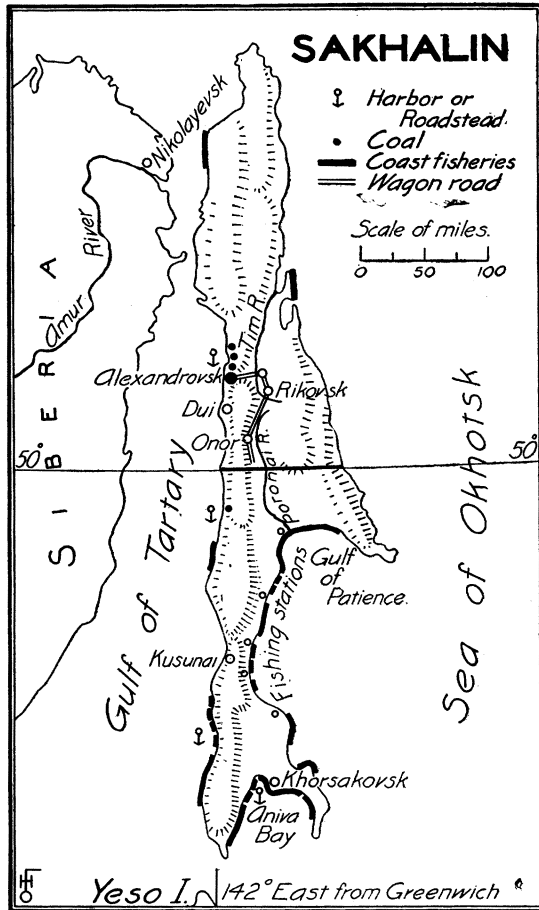 SAKHALIN
Harbor or
Roadstead.
Coal
Coast fisheries
Wagon road
Scale of miles.
0 50 100
Nikolayevsk
Amur River
SIBERIA
Tim R.
Alexandrovsk
Rikovsk
Dui
Onor
50°
50°
Poronai R.
Gulf of Tartary
Sea of Okhotsk
Gulf
of
Patience.
Fishing stations
Kusunai
Khorsakovsk
Aniva
Bay
Yeso I.
142° East from Greenwich